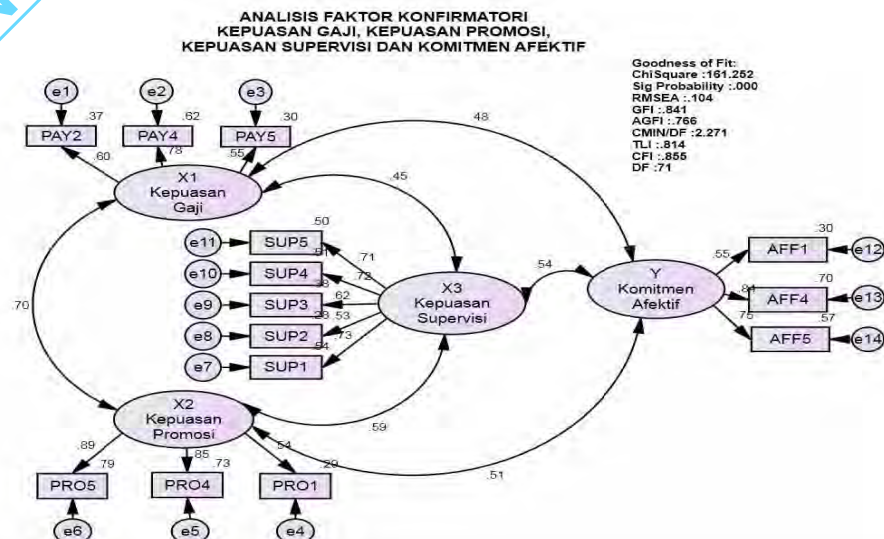 ANALISIS FAKTOR KONFIRMATORI
KEPUASAN GAJI, KEPUASAN PROMOSI,
KEPUASAN SUPERVISI DAN KOMITMEN AFEKTIF
Goodness of Fit:
ChiSquare :161.252
Sig Probability :.000
RMSEA :.104
GFI :.841
AGFI :.766
CMIN/DF :2.271
TLI :.814
CFI :.855
DF :71
e1
e2
e3
.37
.62
.30
PAY2
PAY4
PAY5
.60
.78
.55
X1
Kepuasan
Gaji
.48
.45
.70
.50
e11
SUP5
.71
e10
SUP4
.72
e9
SUP3
.62
.28
.53
e8
SUP2
.73
.54
e7
SUP1
X3
Kepuasan
Supervisi
.54
Y
Komitmen
Afektif
.30
.55
AFF1
e12
.70
AFF4
e13
.75
.57
AFF5
e14
X2
Kepuasan
Promosi
.59
.51
.89
.85
.54
.79
.73
.29
PRO5
PRO4
PRO1
e6
e5
e4